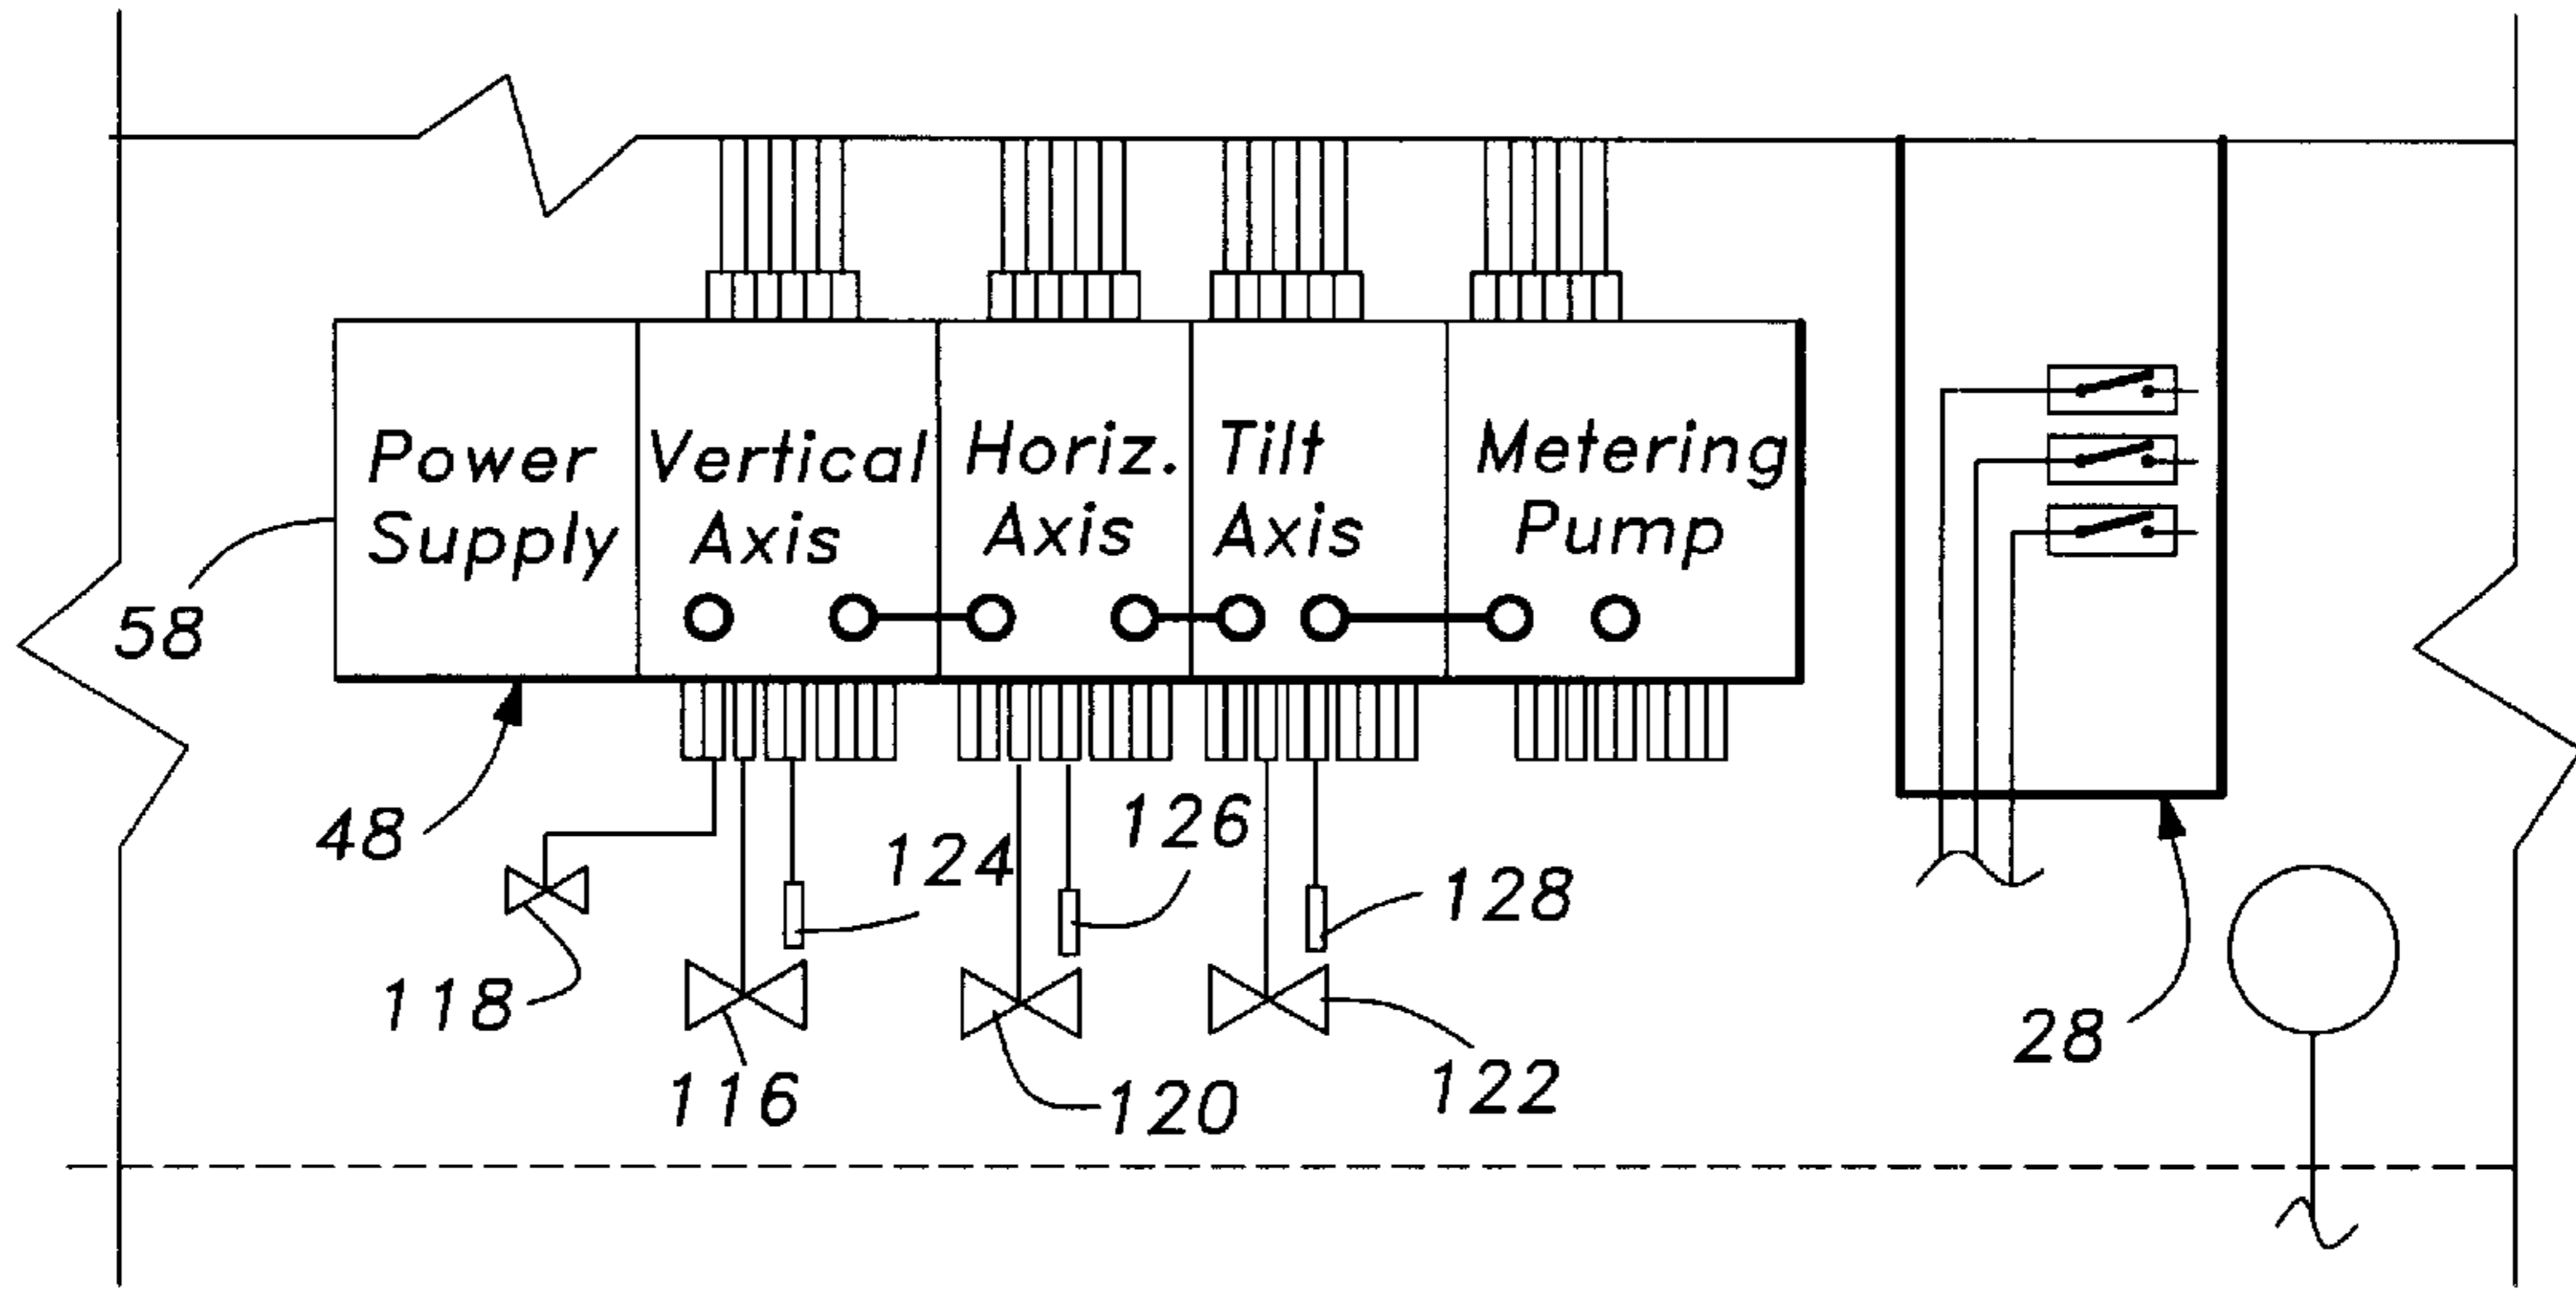 Power
Supply
Vertical
Axis
Horiz.
Axis
Tilt
Axis
Metering
Pump
58
48
118
116
124
120
126
128
122
28